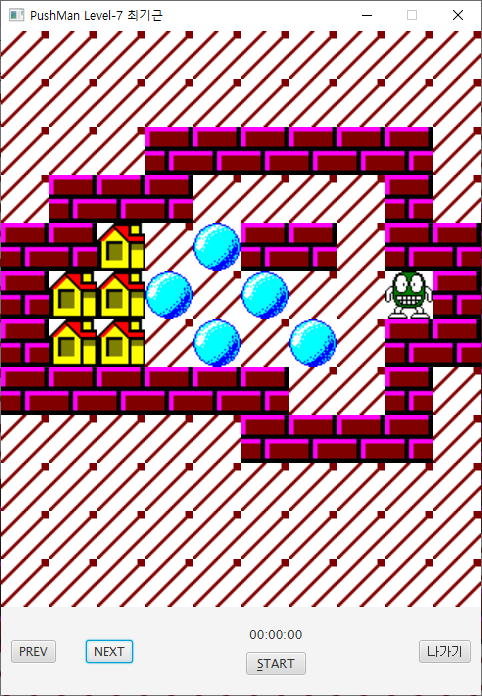 PushMan Level-7 최기근
00:00:00
PREV
NEXT
START
나가기